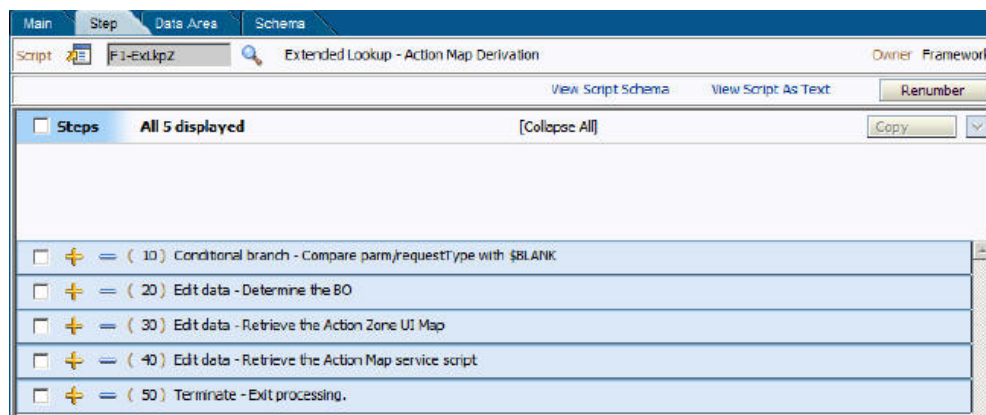 Main Step Data Area Schema
Script F1-ExLkpZ Extended Lookup - Action Map Derivation Owner Framework
View Script Schema View Script As Text Renumber
Steps All 5 displayed [Collapse All] Copy
( 10 ) Conditional branch - Compare parm/requestType with $BLANK
( 20 ) Edit data - Determine the BO
( 30 ) Edit data - Retrieve the Action Zone UI Map
( 40 ) Edit data - Retrieve the Action Map service script
( 50 ) Terminate - Exit processing.